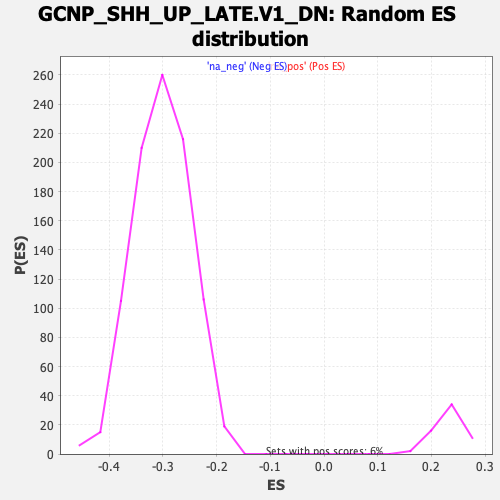 GCNP_SHH_UP_LATE.V1_DN: Random ES
distribution
'na_neg' (Neg ES)pos' (Pos ES)
260
240
220
200
180
160
140
120
100
80
60
40
20
0
P(ES)
Sets with pos scores: 6%
-0.4 -0.3 -0.2 -0.1 0.0 0.1 0.2 0.3
ES